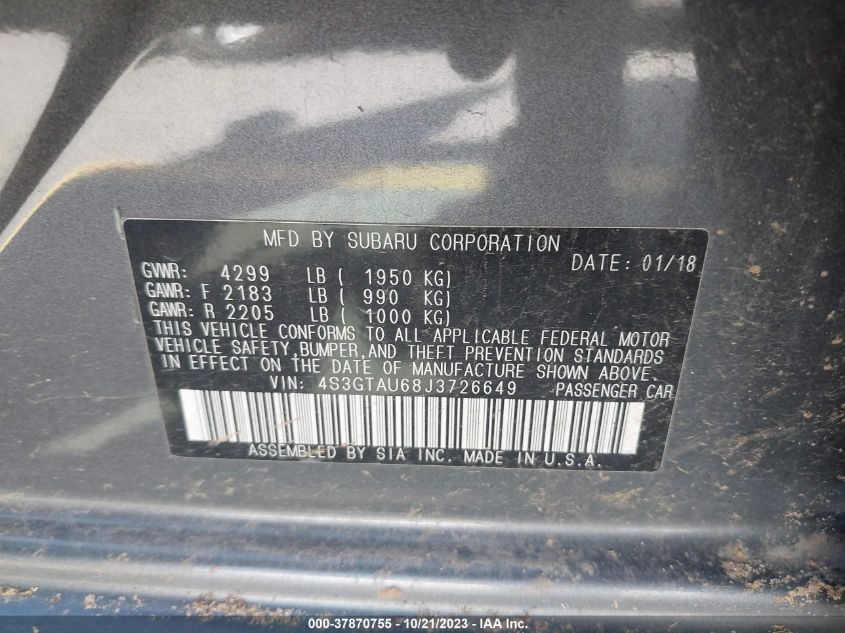 MFD BY SUBARU CORPORATION
DATE: 01/18
GVWR: 4299 LB ( 1950 KG)
GAWR: F 2183 LB ( 990 KG)
GAWR: R 2205 LB ( 1000 KG)
THIS VEHICLE CONFORMS TO ALL APPLICABLE FEDERAL MOTOR
VEHICLE SAFETY,BUMPER,AND THEFT PREVENTION STANDARDS
IN EFFECT ON THE DATE OF MANUFACTURE SHOWN ABOVE.
VIN: 4S3GTAU68J3726649 PASSENGER CAR
ASSEMBLED BY SIA INC. MADE IN U.S.A.
000-37870755 - 10/21/2023 - IAA Inc.